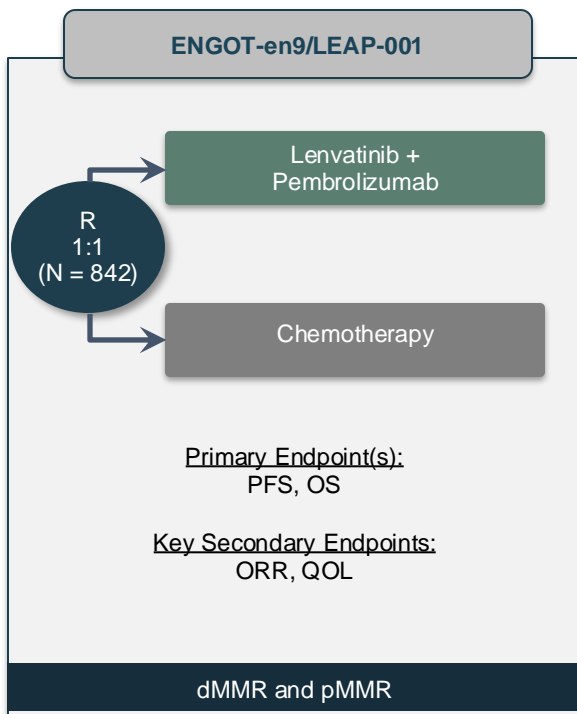 ENGOT-en9/LEAP-001
Lenvatinib +
Pembrolizumab
R
1:1
(N = 842)
Chemotherapy
Primary Endpoint(s):
PFS, OS
Key Secondary Endpoints:
ORR, QOL
dMMR and pMMR